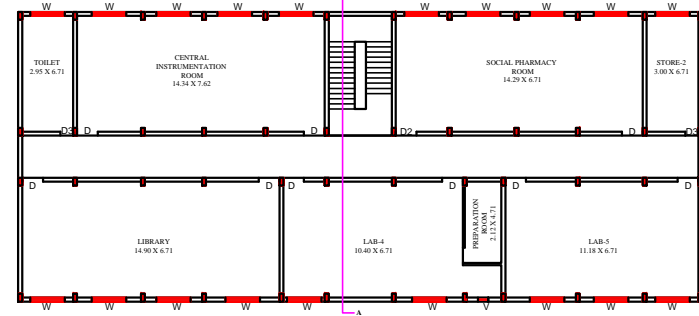 W W W W W W W W W
TOILET
2.95 X 6.71
CENTRAL
INSTRUMENTATION
ROOM
14.34 X 7.62
SOCIAL PHARMACY
ROOM
14.29 X 6.71
STORE-2
3.00 X 6.71
D3 D D D2 D D3
D D D D D D
LIBRARY
14.90 X 6.71
LAB-4
10.40 X 6.71
PREPARATION
ROOM
2.12 X 4.71
LAB-5
11.18 X 6.71
W W W W W W V W W W
A